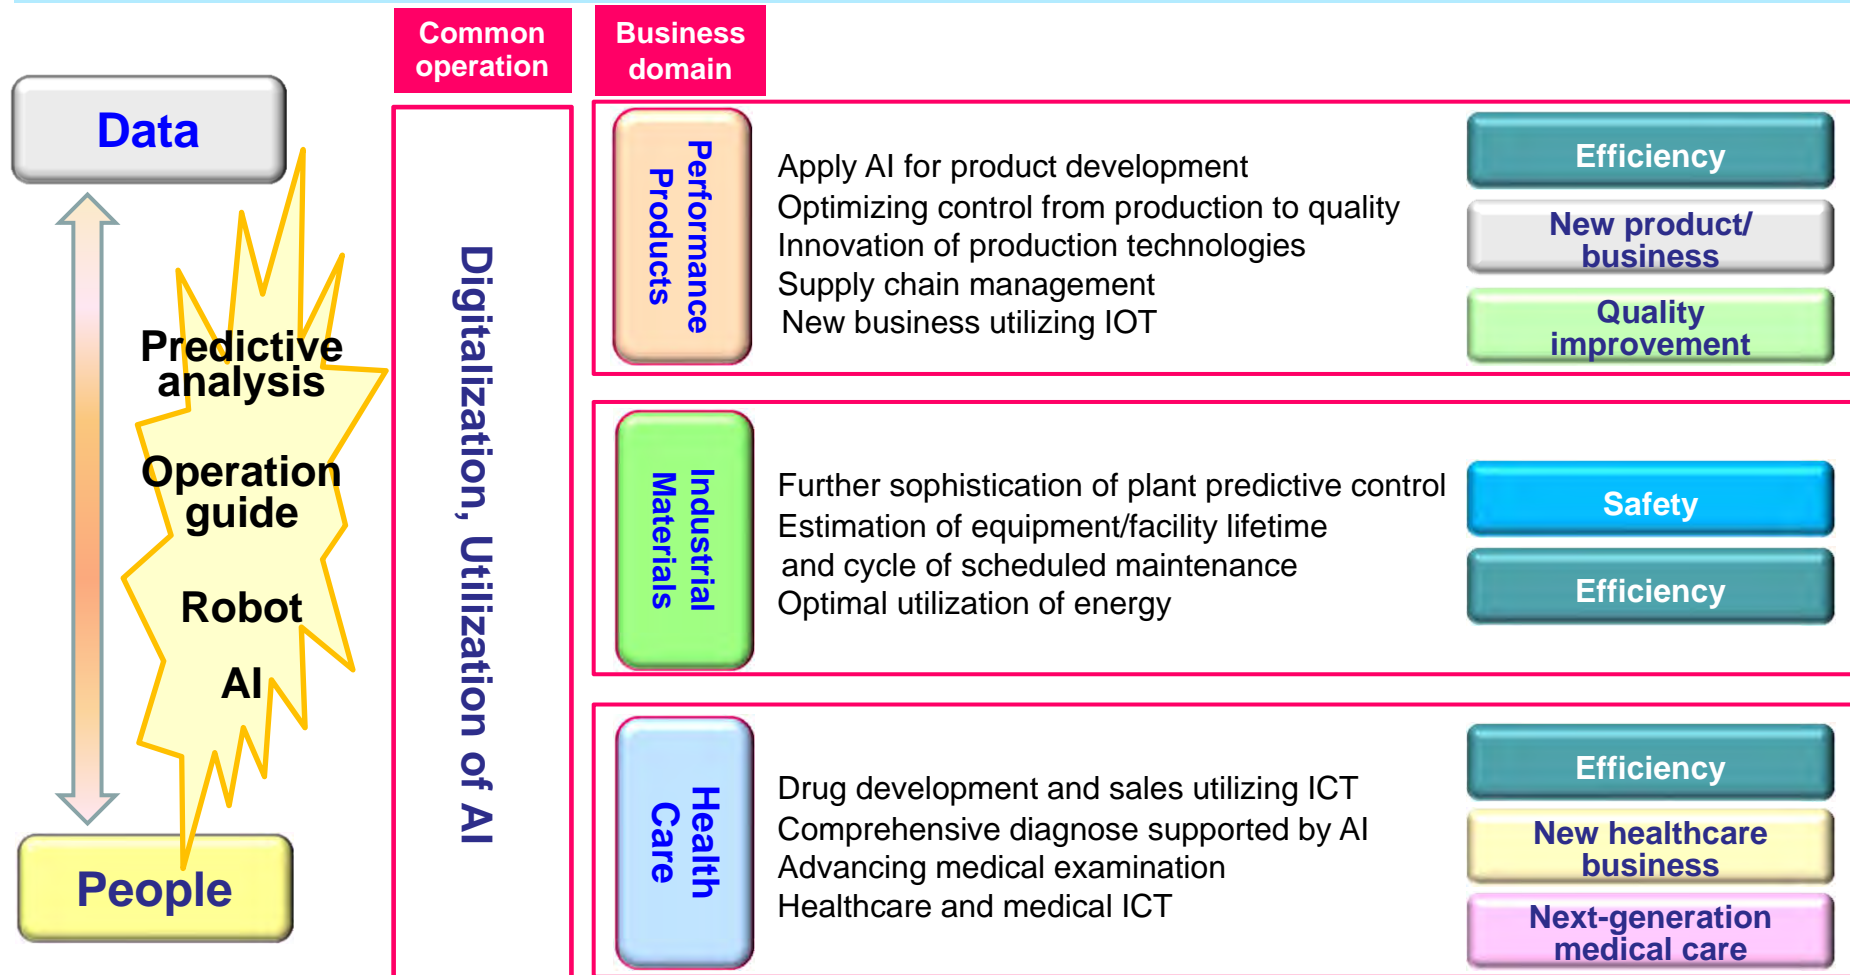 Common
operation
Business
domain
Data
Predictive
analysis
Operation
guide
Robot
AI
People
Digitalization, Utilization of AI
Performance
Products
Apply AI for product development
Optimizing control from production to quality
Innovation of production technologies
Supply chain management
New business utilizing IOT
Efficiency
New product/
business
Quality
improvement
Industrial
Materials
Further sophistication of plant predictive control
Estimation of equipment/facility lifetime
and cycle of scheduled maintenance
Optimal utilization of energy
Safety
Efficiency
Health
Care
Drug development and sales utilizing ICT
Comprehensive diagnose supported by AI
Advancing medical examination
Healthcare and medical ICT
Efficiency
New healthcare
business
Next-generation
medical care